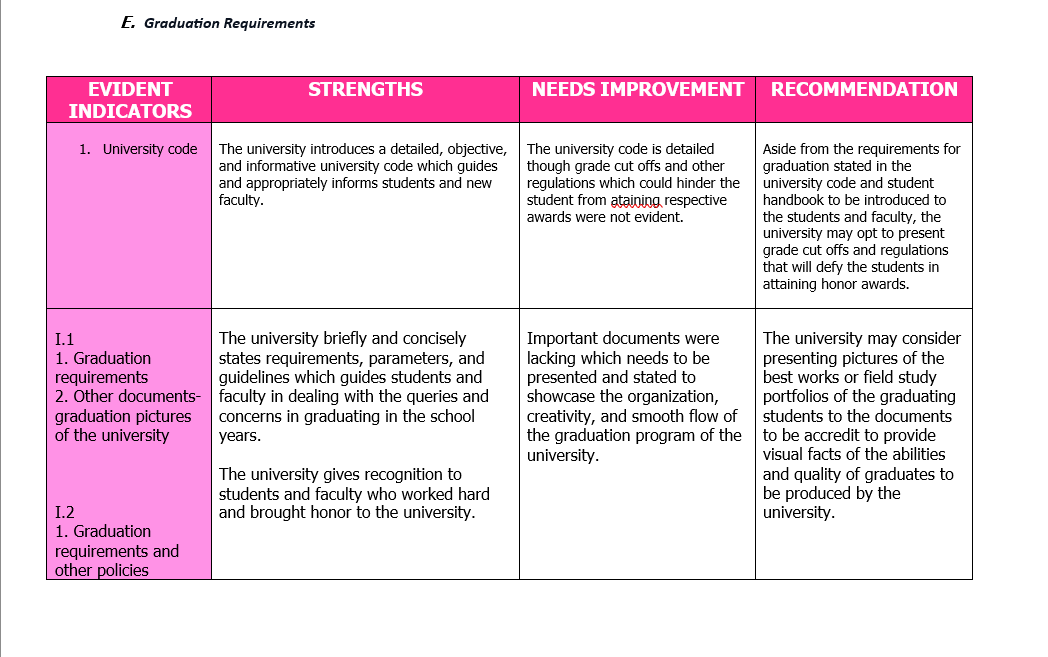 E. Graduation Requirements
EVIDENT
INDICATORS
STRENGTHS
NEEDS IMPROVEMENT
RECOMMENDATION
1. University code
The university introduces a detailed, objective,
and informative university code which guides
and appropriately informs students and new
faculty.
The university code is detailed
though grade cut offs and other
regulations which could hinder the
student from ataining respective
awards were not evident.
Aside from the requirements for
graduation stated in the
university code and student
handbook to be introduced to
the students and faculty, the
university may opt to present
grade cut offs and regulations
that will defy the students in
attaining honor awards.
I.1
1. Graduation
requirements
2. Other documents-
graduation pictures
of the university
I.2
1. Graduation
requirements and
other policies
The university briefly and concisely
states requirements, parameters, and
guidelines which guides students and
faculty in dealing with the queries and
concerns in graduating in the school
years.
The university gives recognition to
students and faculty who worked hard
and brought honor to the university.
Important documents were
lacking which needs to be
presented and stated to
showcase the organization,
creativity, and smooth flow of
the graduation program of the
university.
The university may consider
presenting pictures of the
best works or field study
portfolios of the graduating
students to the documents
to be accredit to provide
visual facts of the abilities
and quality of graduates to
be produced by the
university.